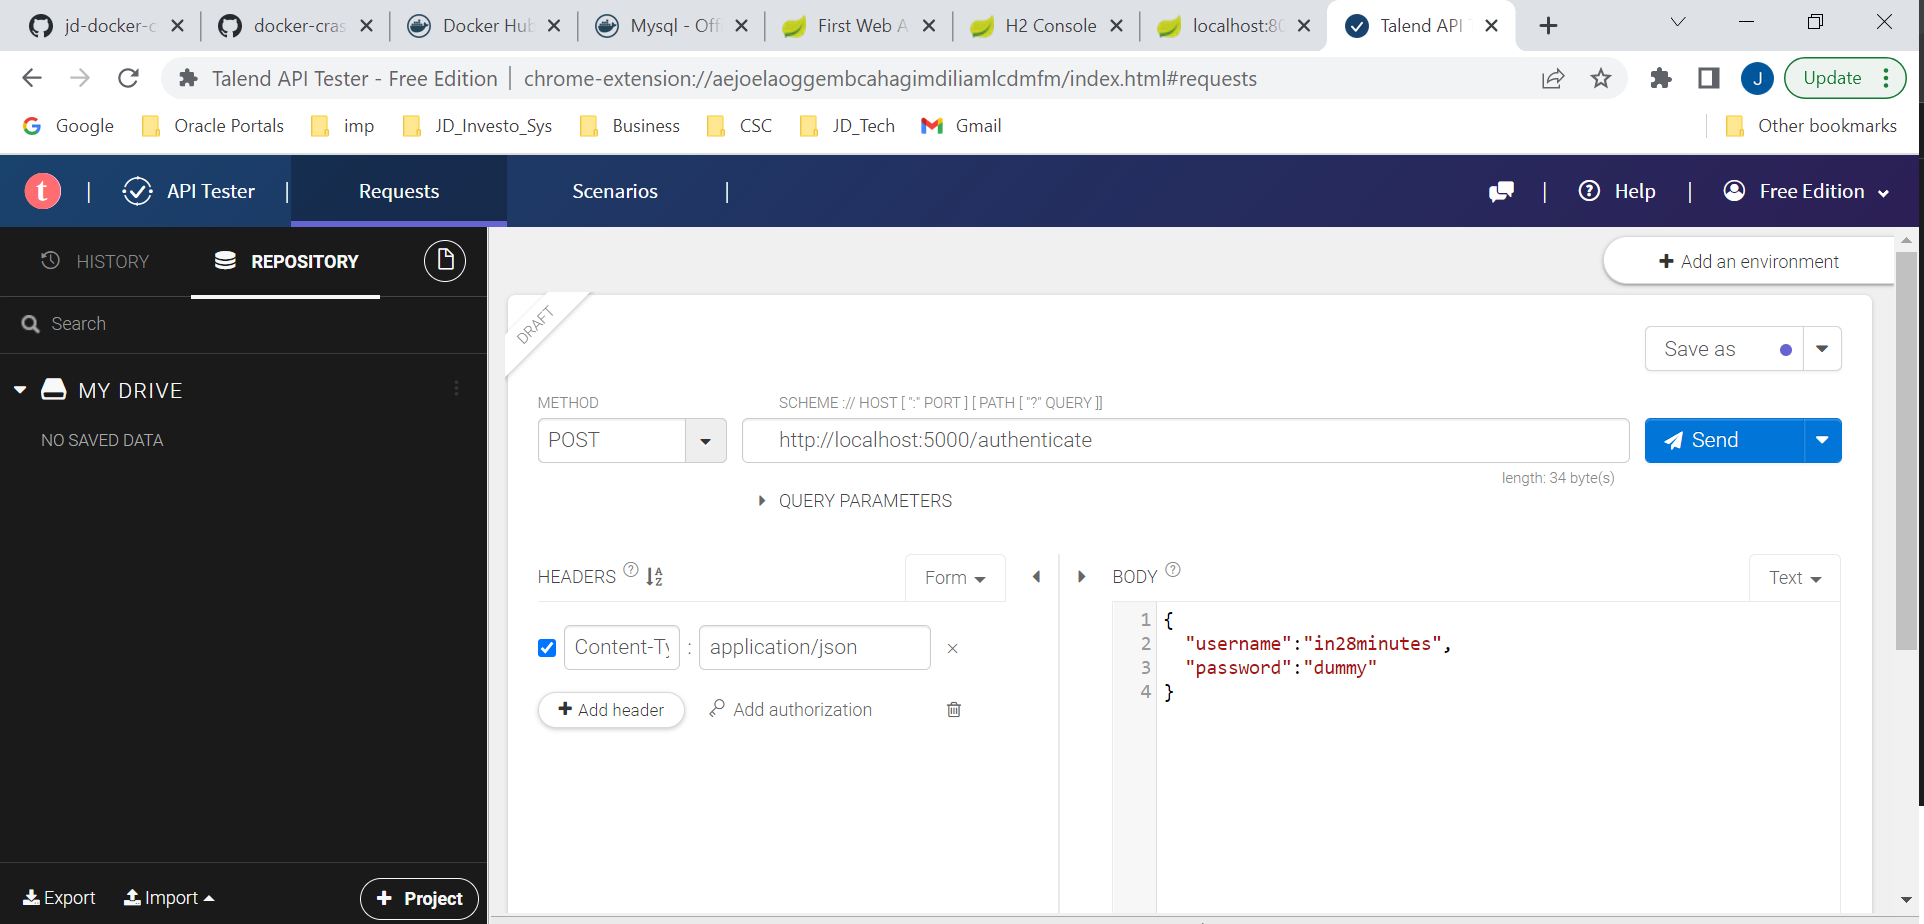 jd-docker-c
docker-cras
Docker Hub
Mysql - Offi
First Web A
H2 Console
localhost:80
Talend API T
Talend API Tester - Free Edition | chrome-extension://aejoelaoggembcahagimdiliamlcdmfm/index.html#requests
J
Update
Google
Oracle Portals
imp
JD_Investo_Sys
Business
CSC
JD_Tech
Gmail
Other bookmarks
t | API Tester | Requests Scenarios |
| Help | Free Edition
HISTORY
REPOSITORY
Add an environment
Search
DRAFT
Save as
MY DRIVE
NO SAVED DATA
METHOD
SCHEME :// HOST [ ":" PORT ] [ PATH [ "?" QUERY ]]
POST
http://localhost:5000/authenticate
Send
length: 34 byte(s)
QUERY PARAMETERS
HEADERS ?
Form
BODY ?
Text
Content-Ty : application/json ×
+ Add header
Add authorization
1 {
2 "username":"in28minutes",
3 "password":"dummy"
4 }
Export
Import
+ Project